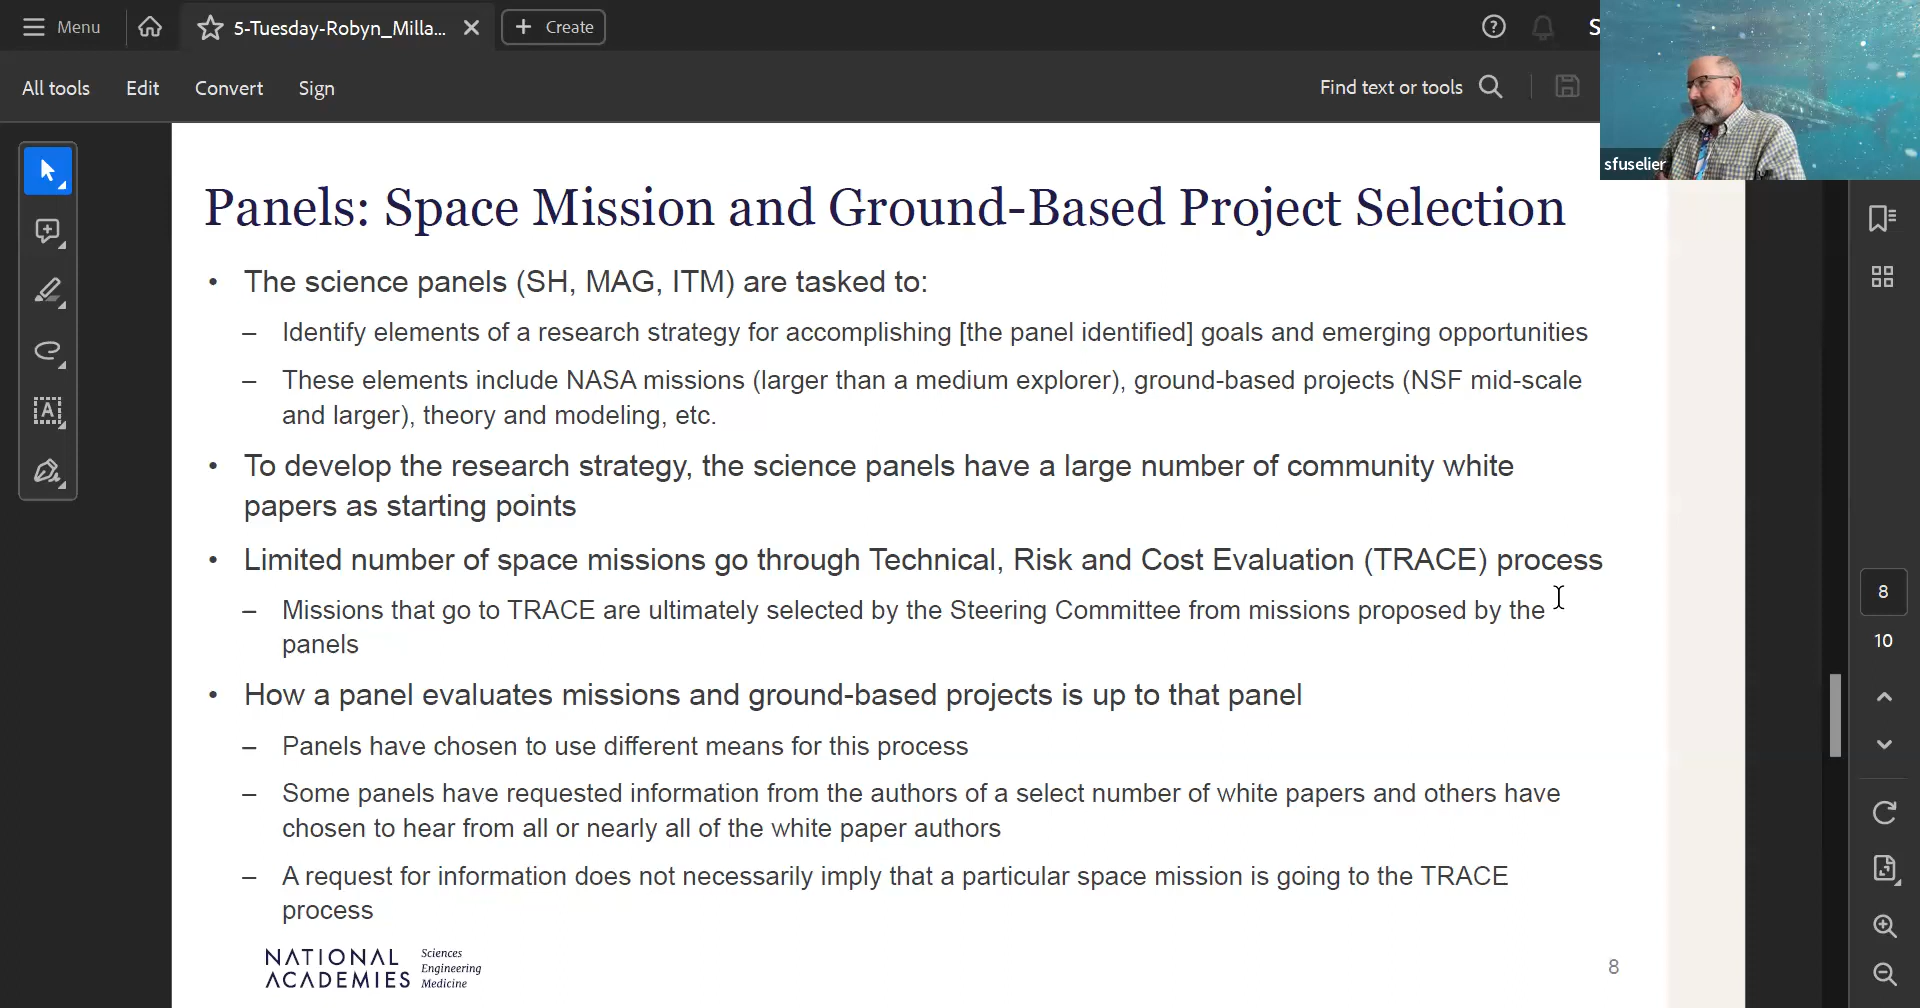 Menu
5-Tuesday-Robyn_Milla...
Create
S
All tools
Edit
Convert
Sign
Find text or tools
sfuselier
Panels: Space Mission and Ground-Based Project Selection
• The science panels (SH, MAG, ITM) are tasked to:
– Identify elements of a research strategy for accomplishing [the panel identified] goals and emerging opportunities
– These elements include NASA missions (larger than a medium explorer), ground-based projects (NSF mid-scale
and larger), theory and modeling, etc.
• To develop the research strategy, the science panels have a large number of community white
papers as starting points
• Limited number of space missions go through Technical, Risk and Cost Evaluation (TRACE) process
– Missions that go to TRACE are ultimately selected by the Steering Committee from missions proposed by the
panels
• How a panel evaluates missions and ground-based projects is up to that panel
– Panels have chosen to use different means for this process
– Some panels have requested information from the authors of a select number of white papers and others have
chosen to hear from all or nearly all of the white paper authors
– A request for information does not necessarily imply that a particular space mission is going to the TRACE
process
NATIONAL
ACADEMIES
Sciences
Engineering
Medicine
8
8
10